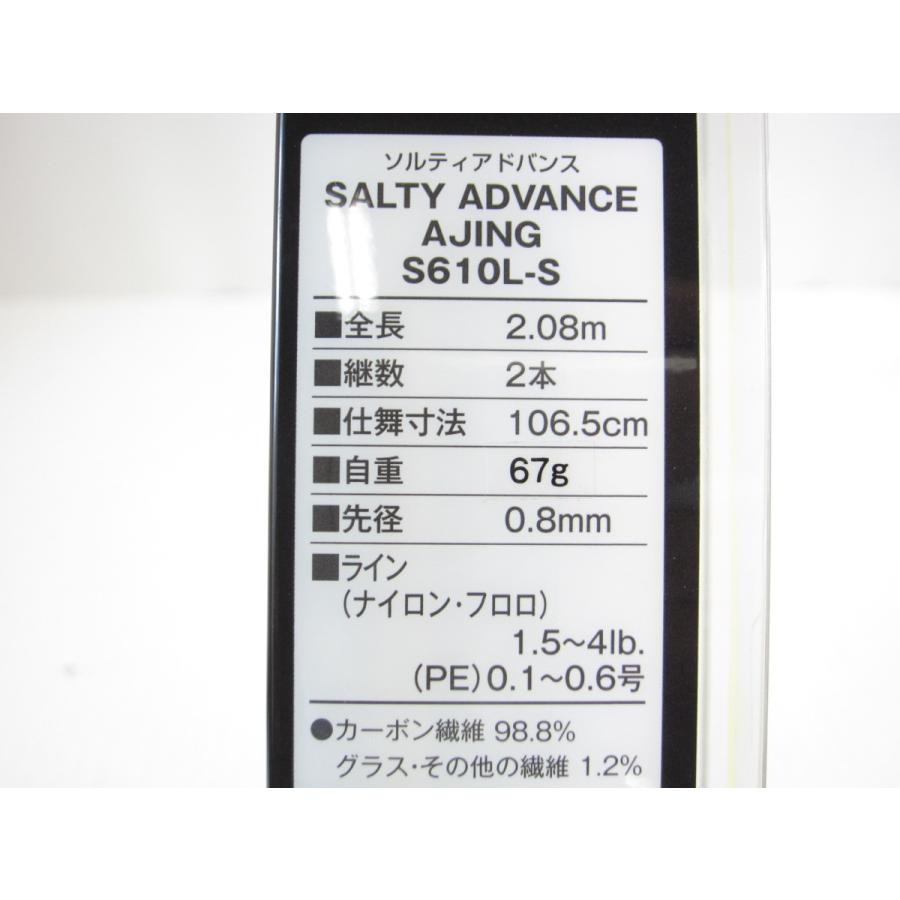 ソルティアドバンス
SALTY ADVANCE
AJING
S610L-S
■全長 2.08m
■継数 2本
■仕舞寸法 106.5cm
■自重 67g
■先径 0.8mm
■ライン
(ナイロン・フロロ)
1.5〜4lb.
(PE)0.1〜0.6号
●カーボン繊維 98.8%
グラス・その他の繊維 1.2%